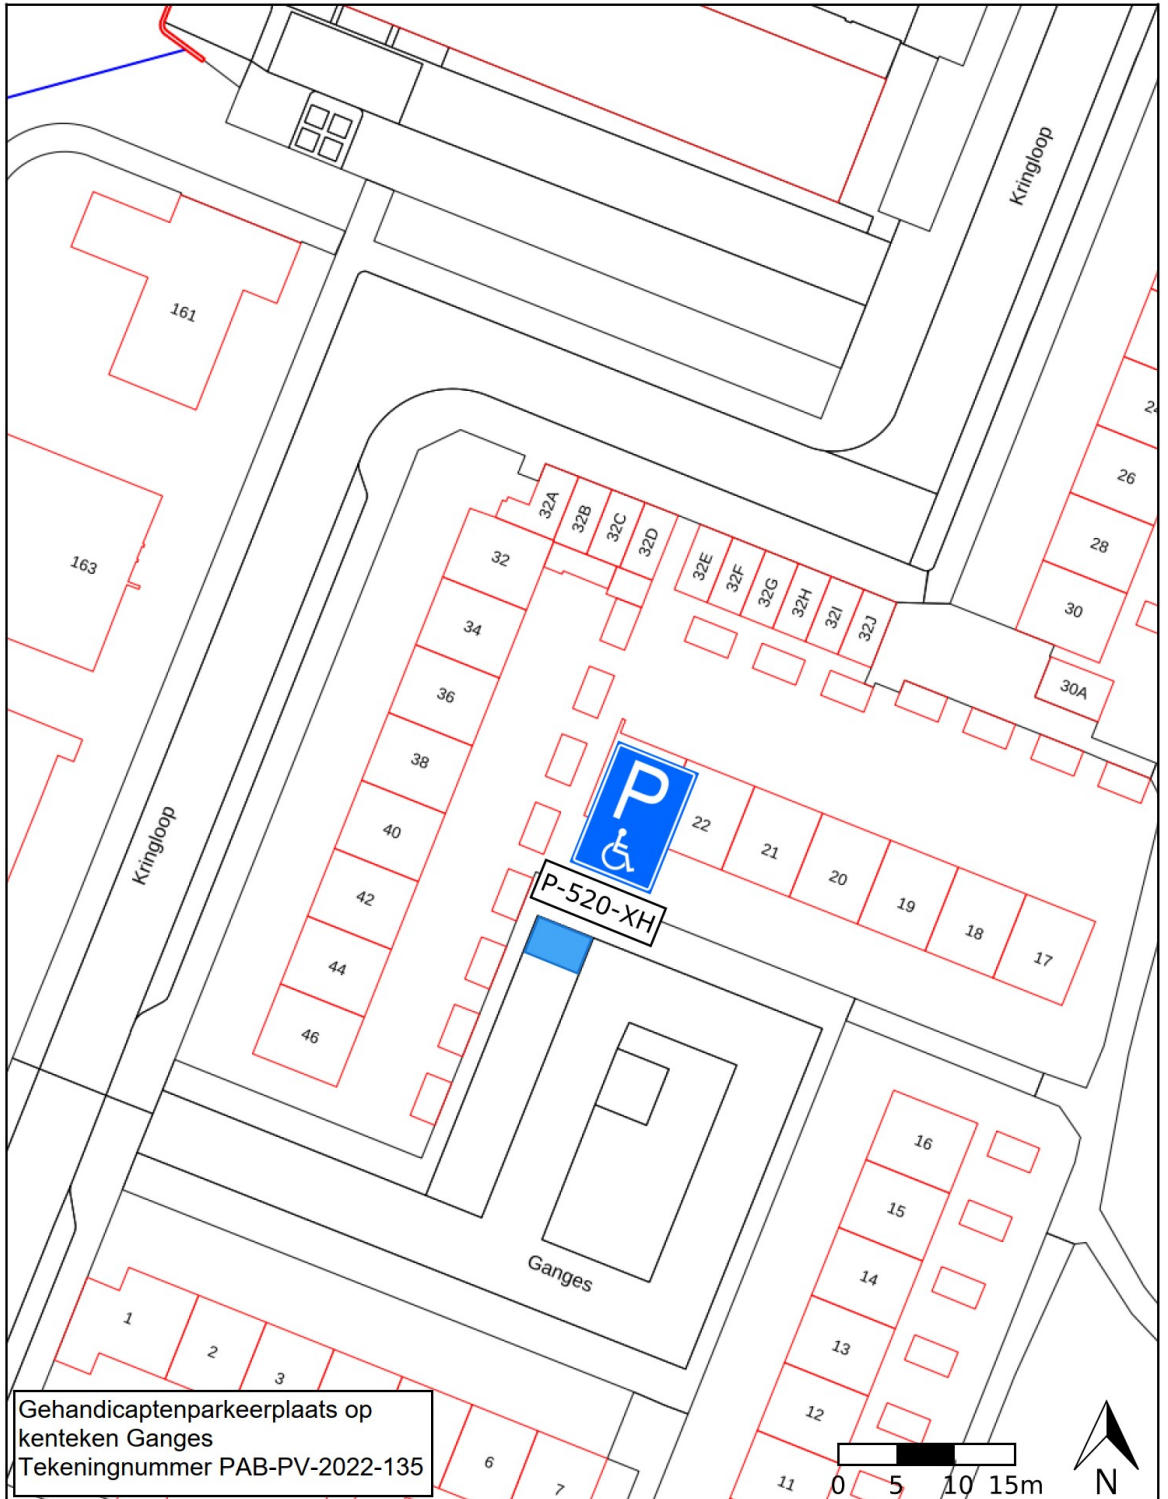 Kringloop
161
24
26
163
32A
32B
32C
32D
32E
32F
32G
32H
32I
32J
28
32
30
34
30A
36
38
P
22
40
21
20
Kringloop
42
P-520-XH
19
18
17
44
46
16
15
Ganges
14
1
13
2
3
12
6
7
11
Gehandicaptenparkeerplaats op
kenteken Ganges
Tekeningnummer PAB-PV-2022-135
0 5 10 15m
N